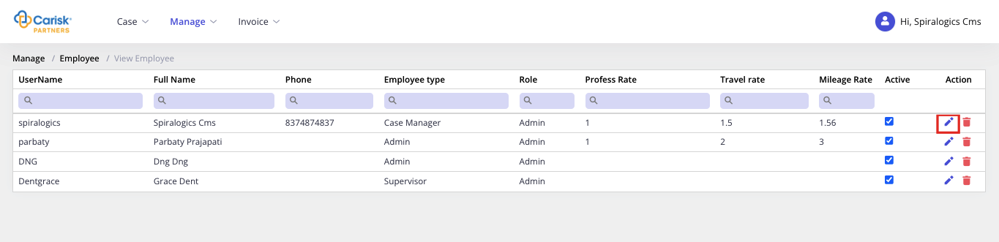 Carisk
PARTNERS
Case Manage Invoice Hi, Spiralogics Cms
Manage / Employee / View Employee
UserName Full Name Phone Employee type Role Profess Rate Travel rate Mileage Rate Active Action
spiralogics Spiralogics Cms 8374874837 Case Manager Admin 1 1.5 1.56
parbaty Parbaty Prajapati Admin Admin 1 2 3
DNG Dng Dng Admin Admin
Dentgrace Grace Dent Supervisor Admin